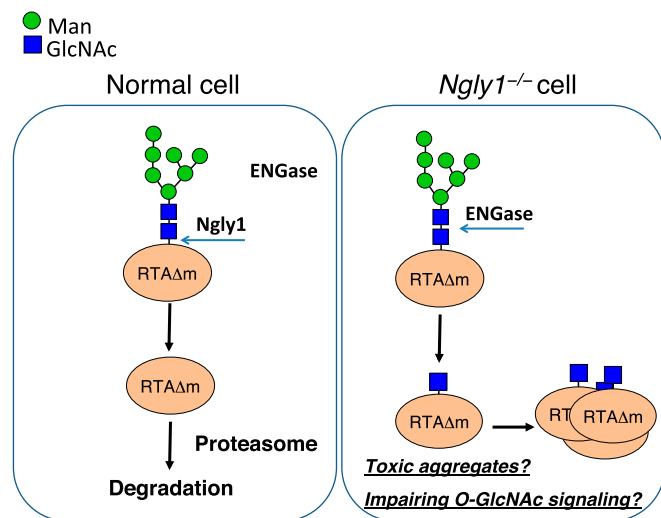 Man
GlcNAc
Normal cell
Ngly1−/− cell
ENGase
Ngly1
RTAΔm
RTAΔm
Proteasome
Degradation
ENGase
RTAΔm
RTAΔm
RT
RTAΔm
Toxic aggregates?
Impairing O-GlcNAc signaling?